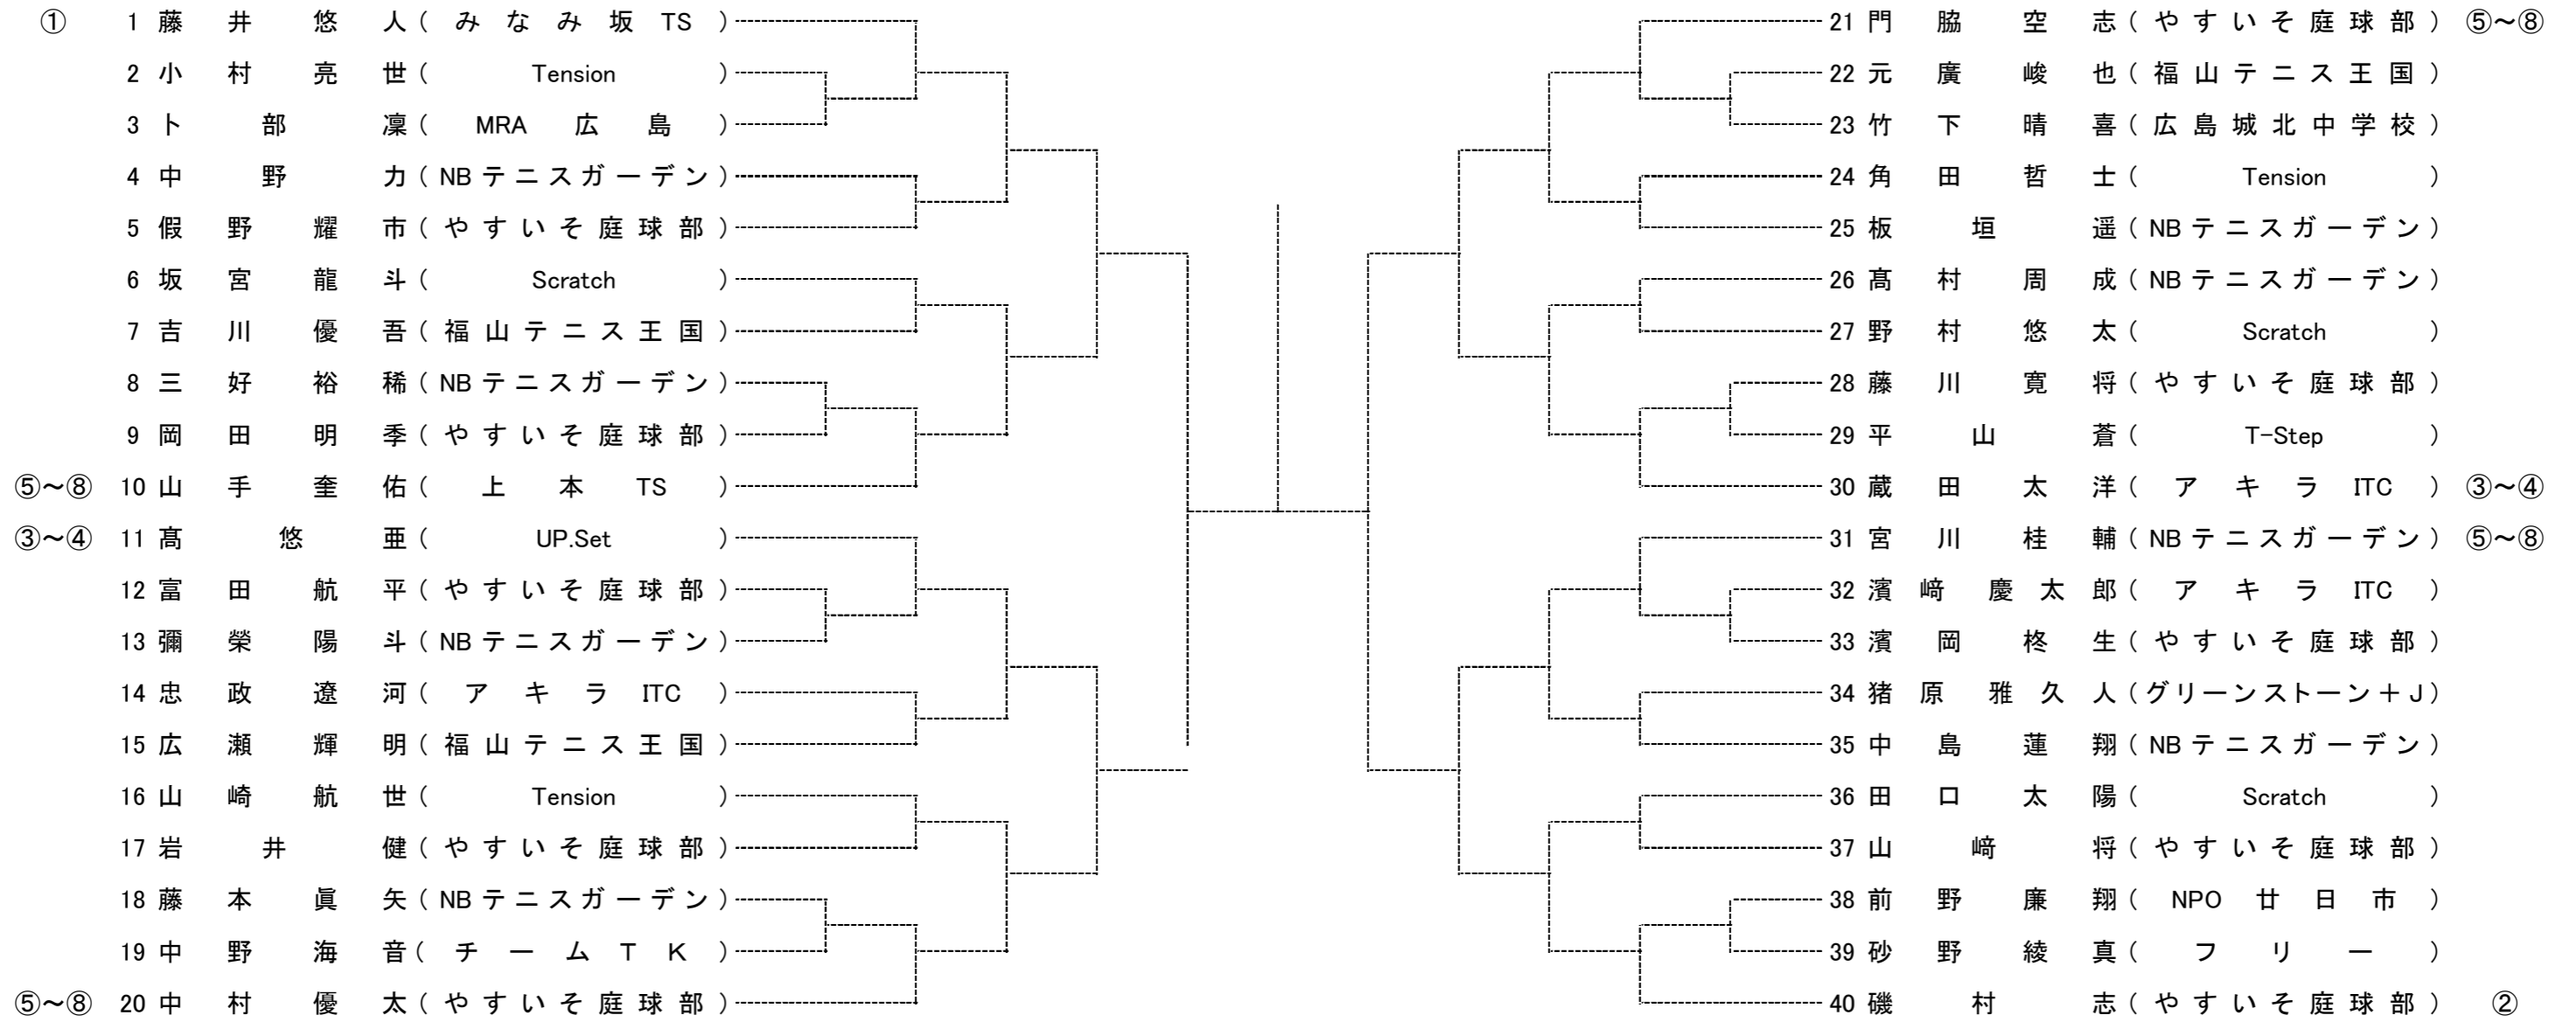 ① 1 藤井悠人（みなみ坂TS）
2 小村亮世（Tension）
3 卜部凜（MRA広島）
4 中野力（NBテニスガーデン）
5 假野耀市（やすいそ庭球部）
6 坂宮龍斗（Scratch）
7 吉川優吾（福山テニス王国）
8 三好裕稀（NBテニスガーデン）
9 岡田明季（やすいそ庭球部）
⑤～⑧ 10 山手奎佑（上本TS）
③～④ 11 髙悠亜（UP.Set）
12 富田航平（やすいそ庭球部）
13 彌榮陽斗（NBテニスガーデン）
14 忠政遼河（アキラITC）
15 広瀬輝明（福山テニス王国）
16 山崎航世（Tension）
17 岩井健（やすいそ庭球部）
18 藤本眞矢（NBテニスガーデン）
19 中野海音（チームＴＫ）
⑤～⑧ 20 中村優太（やすいそ庭球部）
21 門脇空志（やすいそ庭球部）⑤～⑧
22 元廣峻也（福山テニス王国）
23 竹下晴喜（広島城北中学校）
24 角田哲士（Tension）
25 板垣遥（NBテニスガーデン）
26 髙村周成（NBテニスガーデン）
27 野村悠太（Scratch）
28 藤川寛将（やすいそ庭球部）
29 平山蒼（T-Step）
30 蔵田太洋（アキラITC）③～④
31 宮川桂輔（NBテニスガーデン）⑤～⑧
32 濱﨑慶太郎（アキラITC）
33 濱岡柊生（やすいそ庭球部）
34 猪原雅久人（グリーンストーン＋Ｊ）
35 中島蓮翔（NBテニスガーデン）
36 田口太陽（Scratch）
37 山﨑将（やすいそ庭球部）
38 前野廉翔（NPO廿日市）
39 砂野綾真（フリー）
40 磯村志（やすいそ庭球部）②